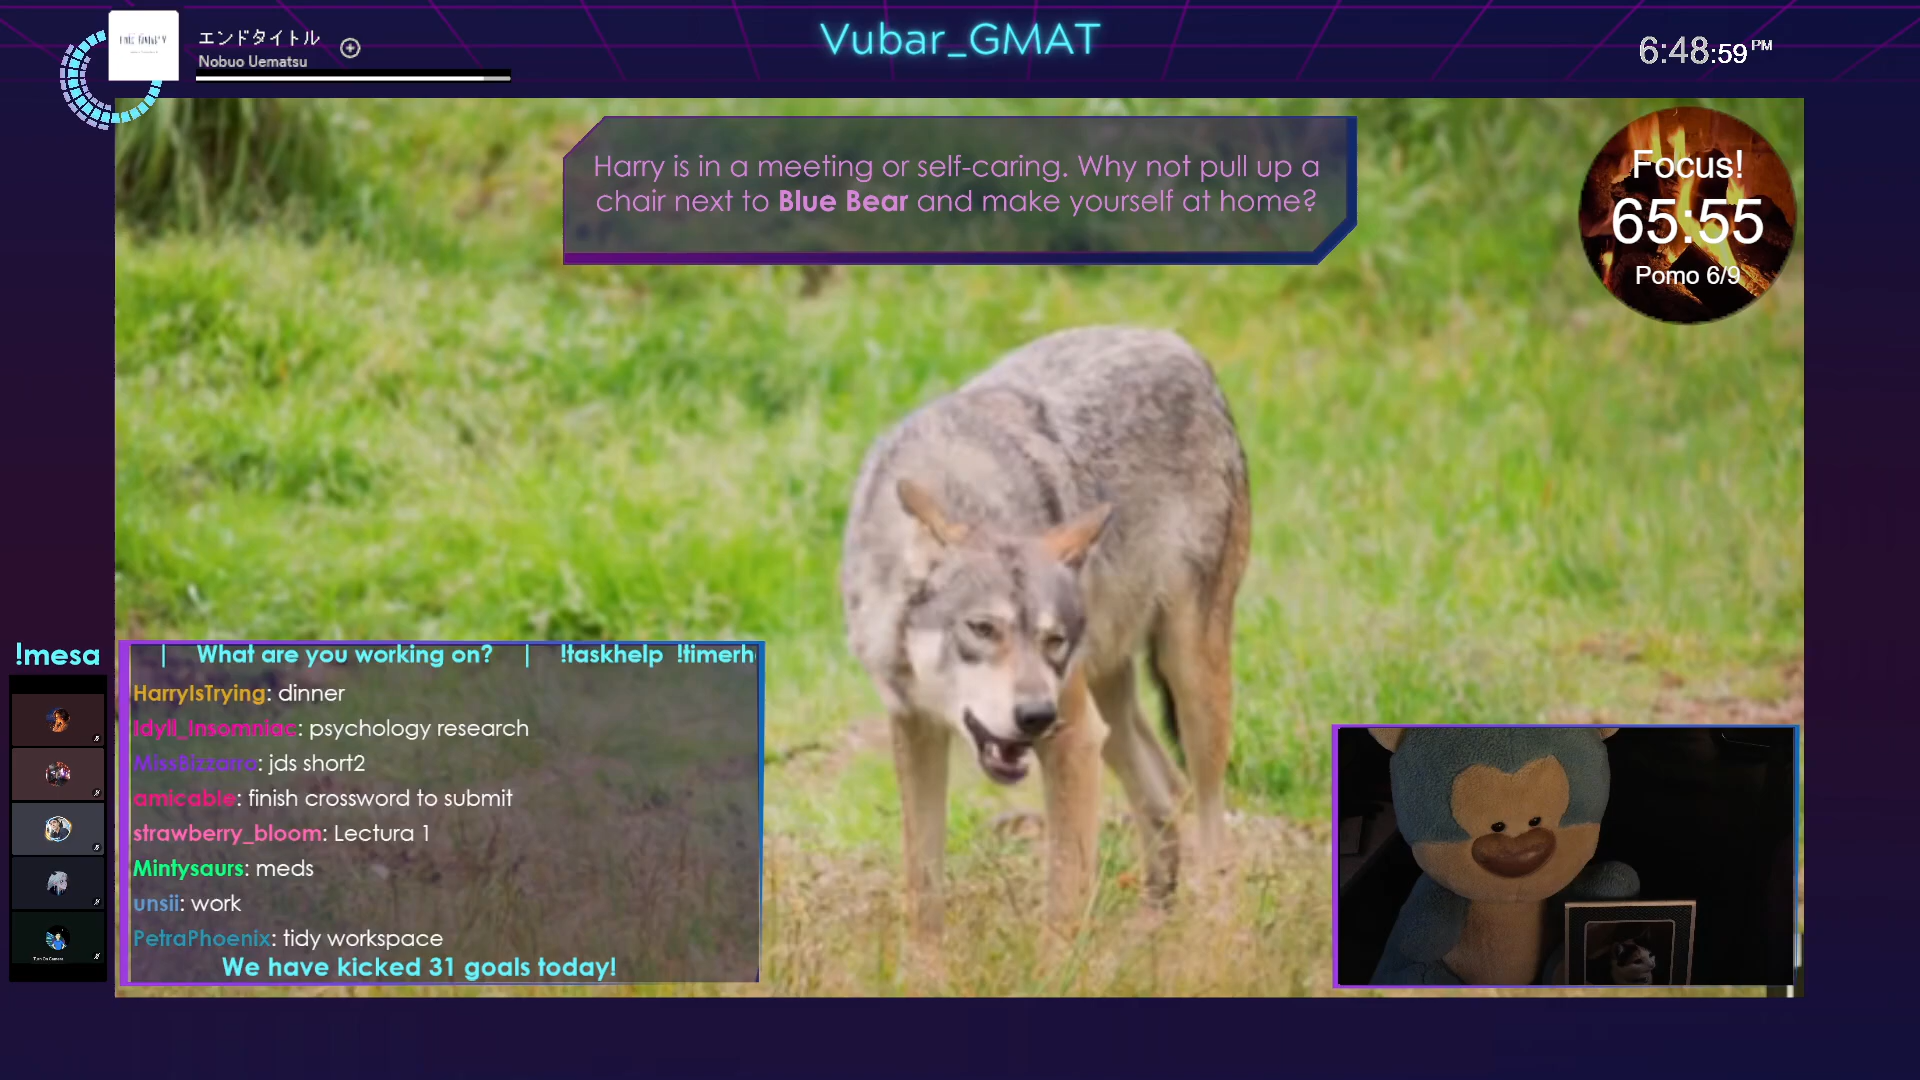 エンドタイトル
Nobuo Uematsu
Vubar_GMAT
6:48:59 PM
Harry is in a meeting or self-caring. Why not pull up a
chair next to Blue Bear and make yourself at home?
Focus!
65:55
Pomo 6/9
!mesa
| What are you working on? | !taskhelp !timerh
HarryIsTrying: dinner
Idyll_Insomniac: psychology research
MissBizzarro: jds short2
amicable: finish crossword to submit
strawberry_bloom: Lectura 1
Mintysaurs: meds
unsii: work
PetraPhoenix: tidy workspace
We have kicked 31 goals today!